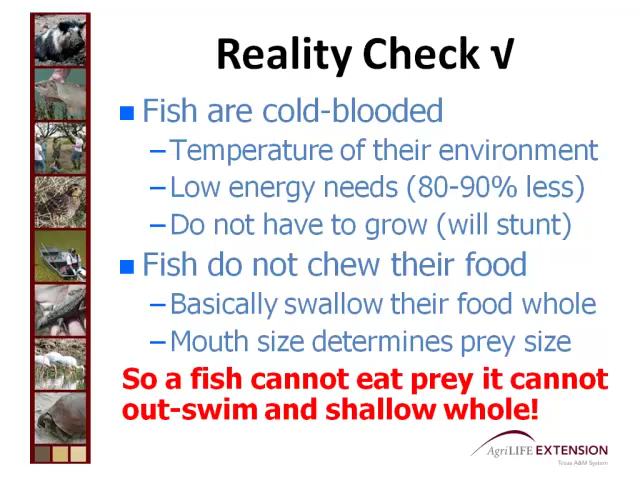 Reality Check √
Fish are cold-blooded
–Temperature of their environment
–Low energy needs (80-90% less)
–Do not have to grow (will stunt)
Fish do not chew their food
–Basically swallow their food whole
–Mouth size determines prey size
So a fish cannot eat prey it cannot
out-swim and shallow whole!
AgriLIFE EXTENSION
Texas A&M System